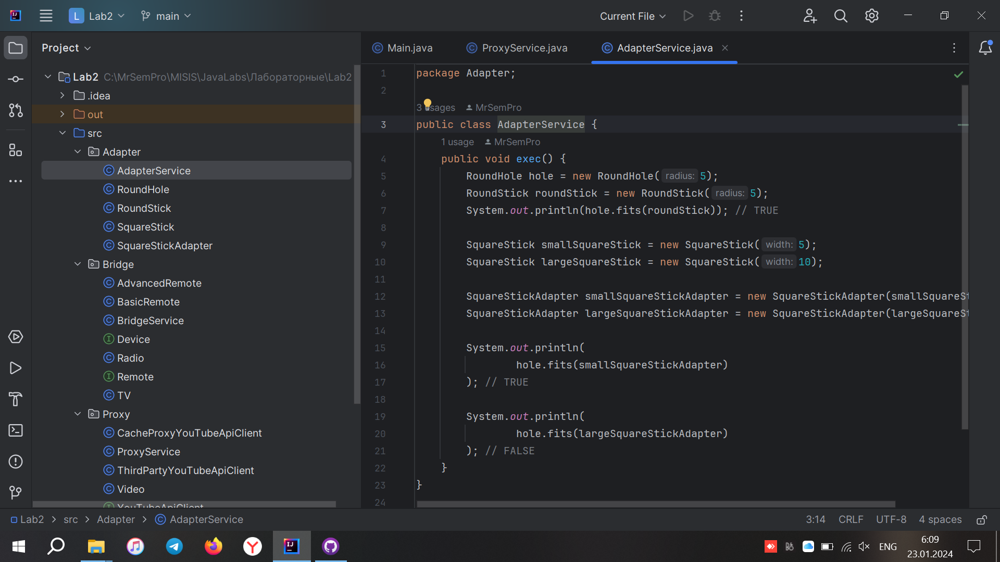 L Lab2 main Current File
Project
Main.java ProxyService.java AdapterService.java
Lab2 C:\MrSemPro\MISIS\JavaLabs\Лабораторные\Lab2
.idea
out
src
Adapter
AdapterService
RoundHole
RoundStick
SquareStick
SquareStickAdapter
Bridge
AdvancedRemote
BasicRemote
BridgeService
Device
Radio
Remote
TV
Proxy
CacheProxyYouTubeApiClient
ProxyService
ThirdPartyYouTubeApiClient
Video
YouTubeApiClient
1 package Adapter;
2
3 usages MrSemPro
3 public class AdapterService {
1 usage MrSemPro
4 public void exec() {
5 RoundHole hole = new RoundHole( radius: 5);
6 RoundStick roundStick = new RoundStick( radius: 5);
7 System.out.println(hole.fits(roundStick)); // TRUE
8
9 SquareStick smallSquareStick = new SquareStick( width: 5);
10 SquareStick largeSquareStick = new SquareStick( width: 10);
11
12 SquareStickAdapter smallSquareStickAdapter = new SquareStickAdapter(smallSquareSt
13 SquareStickAdapter largeSquareStickAdapter = new SquareStickAdapter(largeSquareSt
14
15 System.out.println(
16 hole.fits(smallSquareStickAdapter)
17 ); // TRUE
18
19 System.out.println(
20 hole.fits(largeSquareStickAdapter)
21 ); // FALSE
22 }
23 }
24
Lab2 > src > Adapter > AdapterService 3:14 CRLF UTF-8 4 spaces
ENG 6:09
23.01.2024